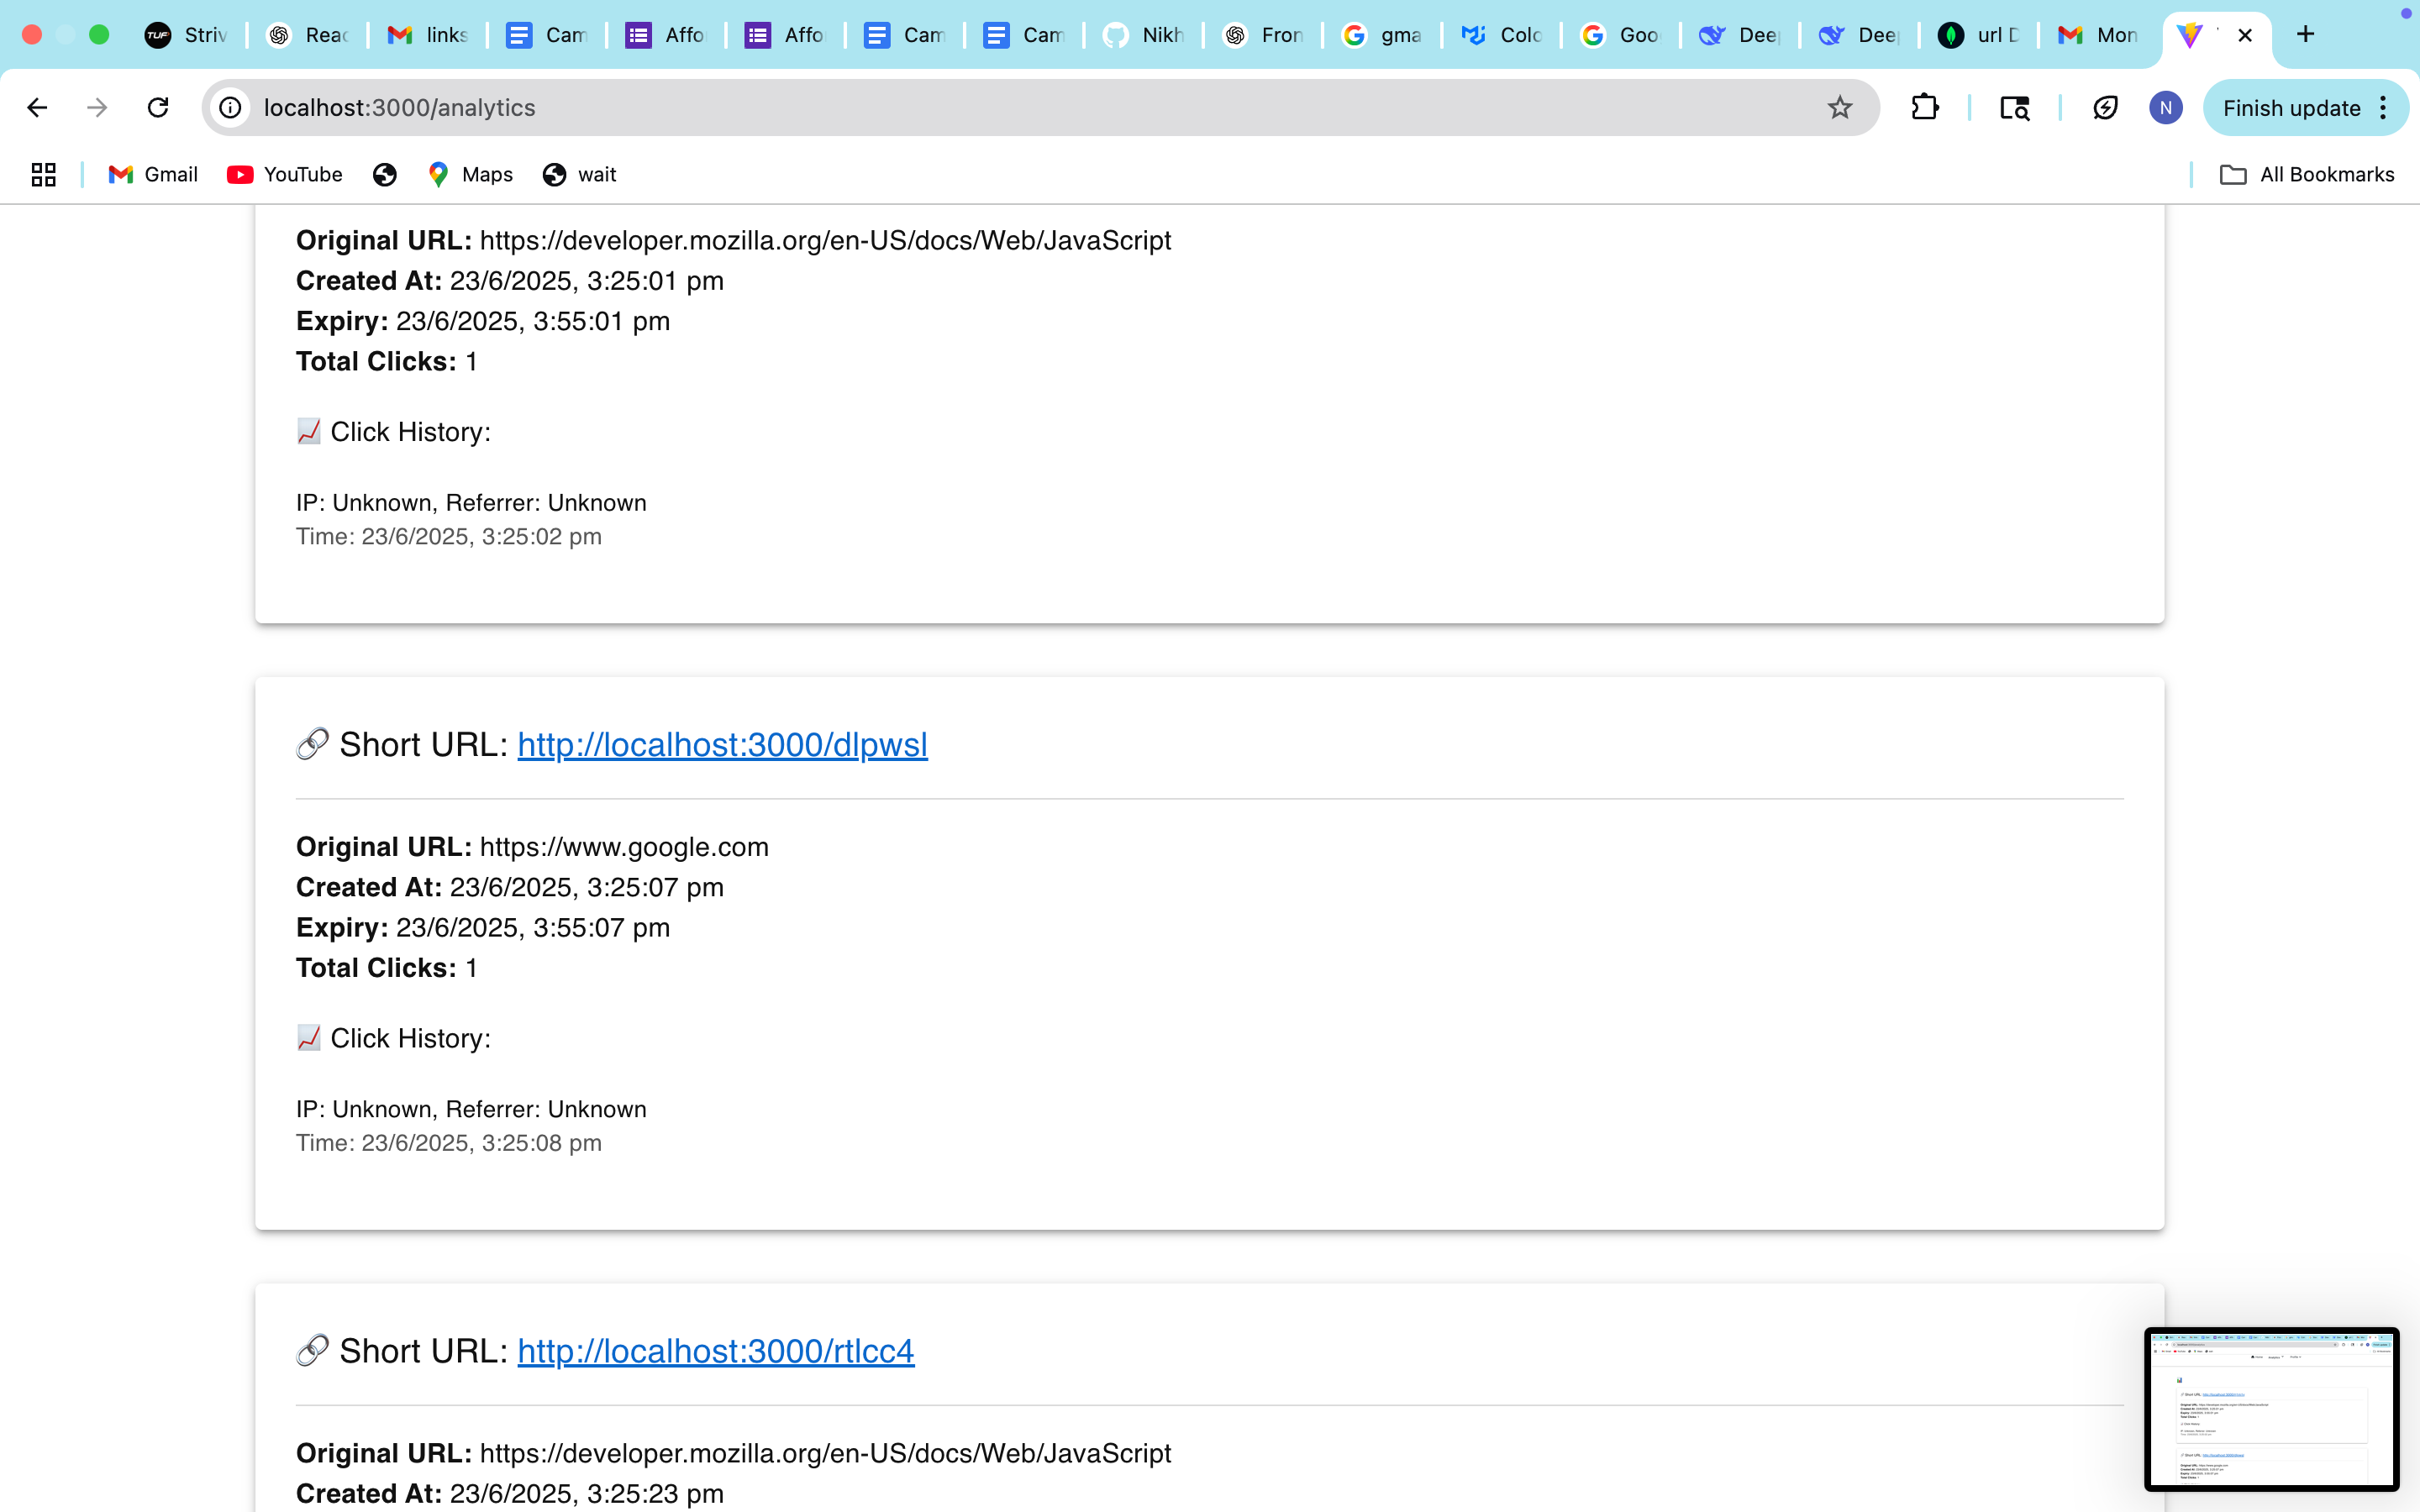 TUF Striv
Reac
links
Cam
Affo
Affo
Cam
Cam
Nikh
Fron
gma
Colo
Goo
Deep
Deep
url D
Mon
localhost:3000/analytics
N
Finish update
Gmail
YouTube
Maps
wait
All Bookmarks
Original URL: https://developer.mozilla.org/en-US/docs/Web/JavaScript
Created At: 23/6/2025, 3:25:01 pm
Expiry: 23/6/2025, 3:55:01 pm
Total Clicks: 1
📈 Click History:
IP: Unknown, Referrer: Unknown
Time: 23/6/2025, 3:25:02 pm
🔗 Short URL: http://localhost:3000/dlpwsl
Original URL: https://www.google.com
Created At: 23/6/2025, 3:25:07 pm
Expiry: 23/6/2025, 3:55:07 pm
Total Clicks: 1
📈 Click History:
IP: Unknown, Referrer: Unknown
Time: 23/6/2025, 3:25:08 pm
🔗 Short URL: http://localhost:3000/rtlcc4
Original URL: https://developer.mozilla.org/en-US/docs/Web/JavaScript
Created At: 23/6/2025, 3:25:23 pm